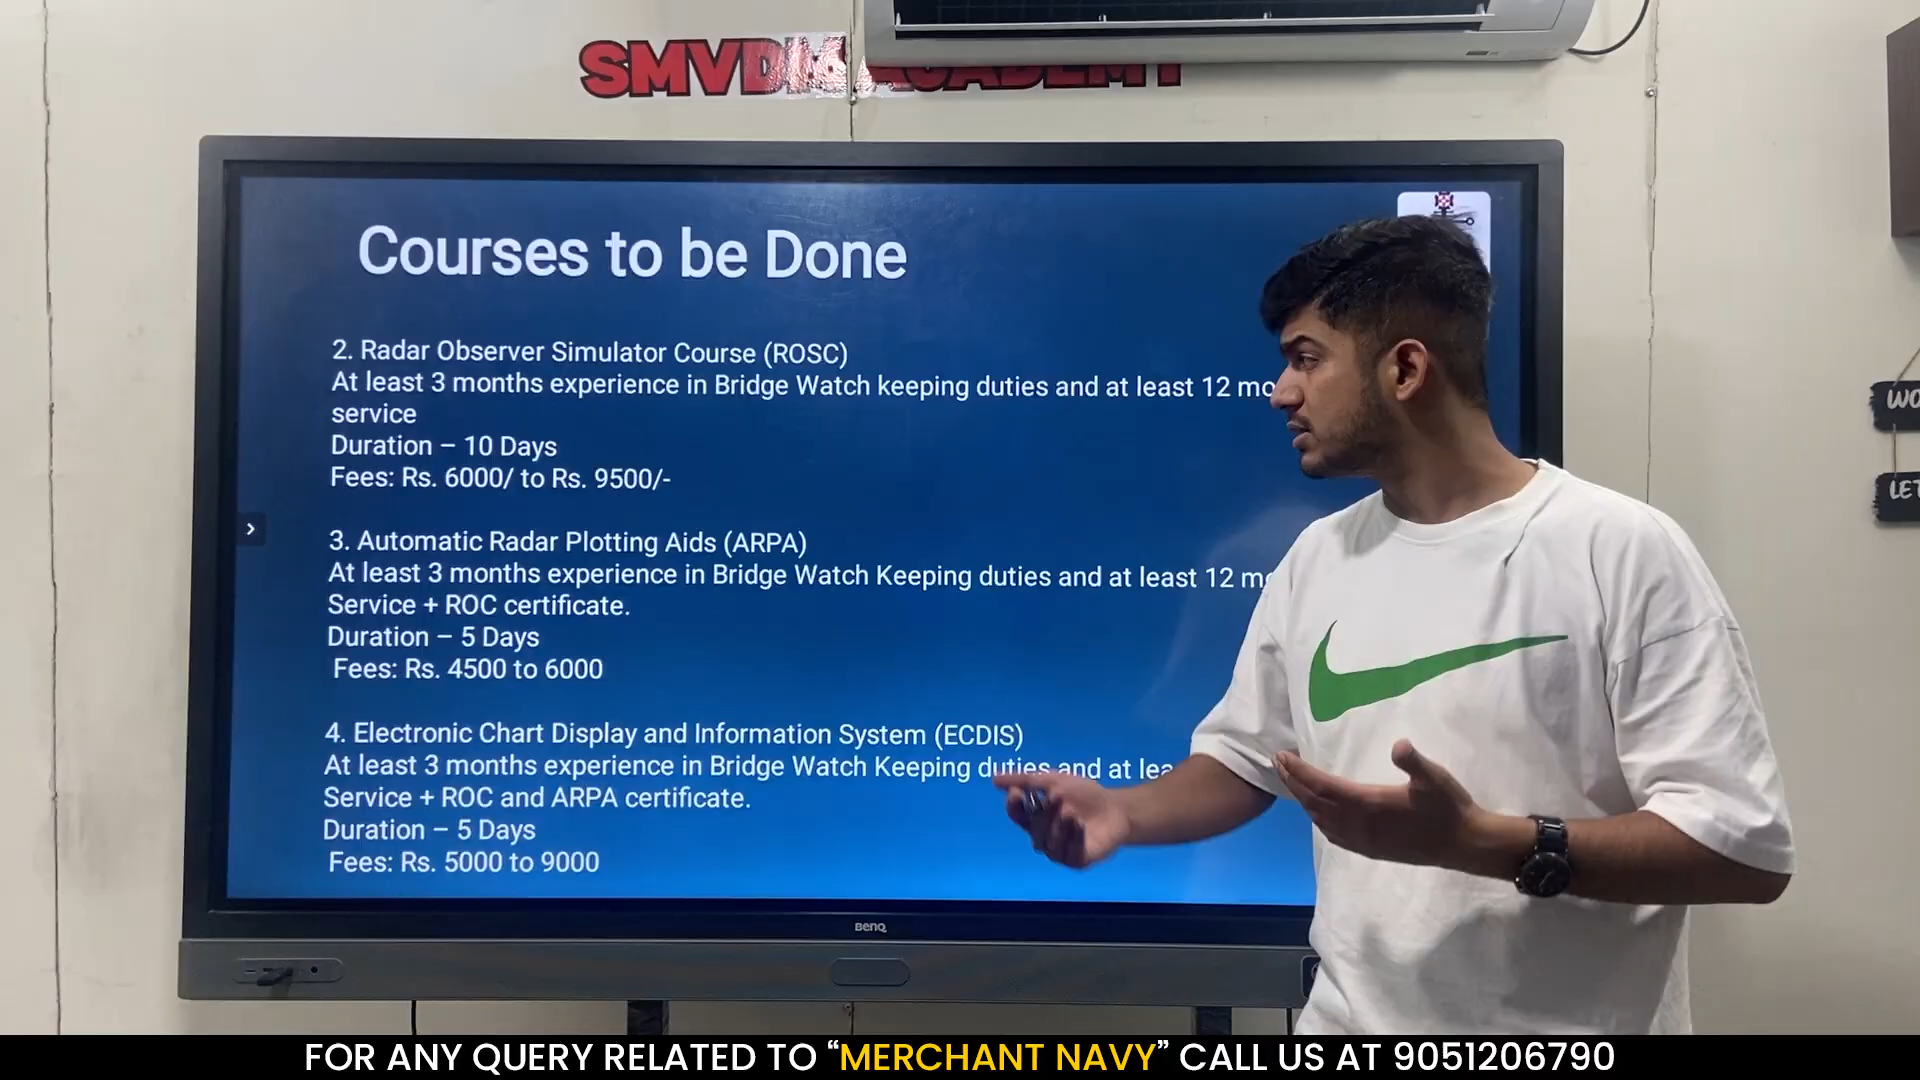 SMVDM ACADEMY
Courses to be Done
2. Radar Observer Simulator Course (ROSC)
At least 3 months experience in Bridge Watch keeping duties and at least 12
service
Duration – 10 Days
Fees: Rs. 6000/ to Rs. 9500/-
3. Automatic Radar Plotting Aids (ARPA)
At least 3 months experience in Bridge Watch Keeping duties and at least 12
Service + ROC certificate.
Duration – 5 Days
Fees: Rs. 4500 to 6000
4. Electronic Chart Display and Information System (ECDIS)
At least 3 months experience in Bridge Watch Keeping duties and at
Service + ROC and ARPA certificate.
Duration – 5 Days
Fees: Rs. 5000 to 9000
BenQ
WO
LET
FOR ANY QUERY RELATED TO “MERCHANT NAVY” CALL US AT 9051206790